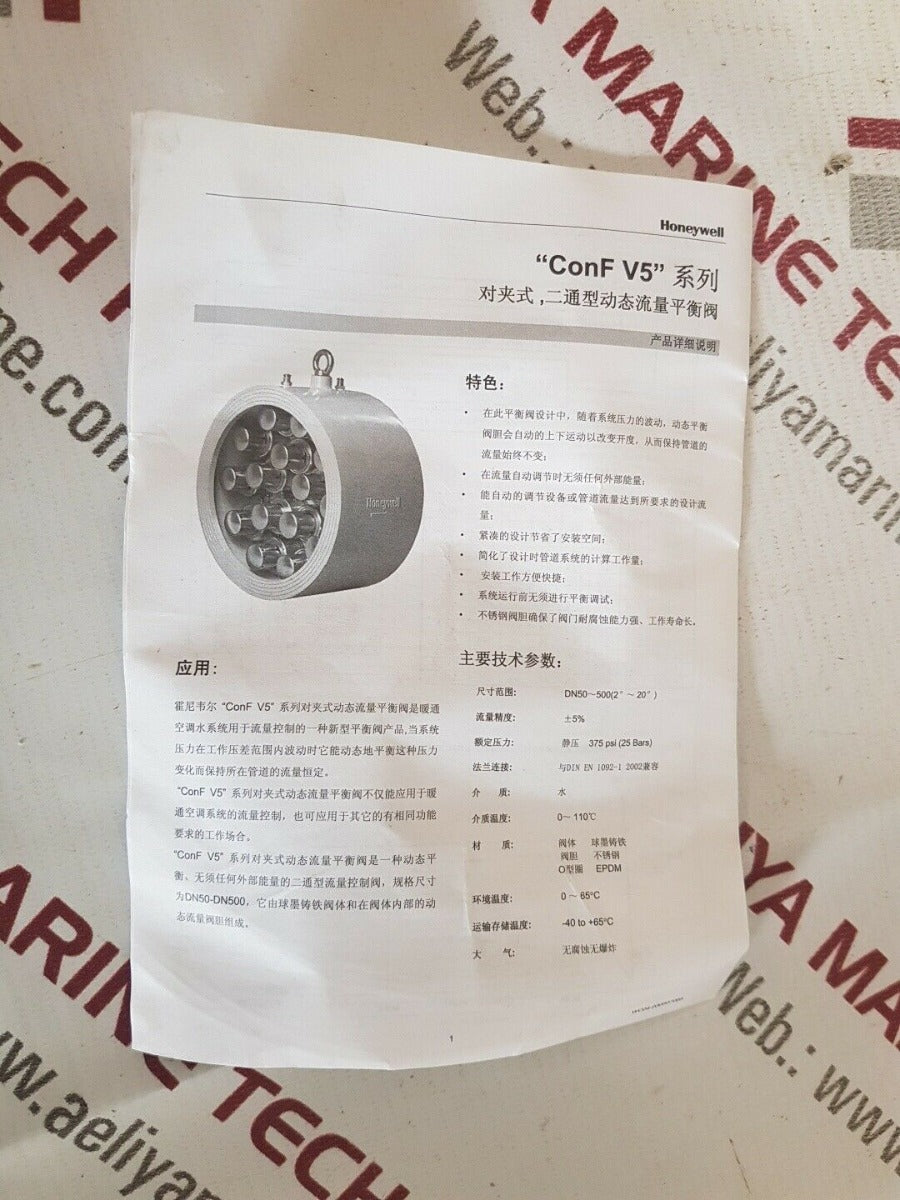 MARINE TE
Web.:
TECH
ne.com
aeliyamarin
Honeywell
“ConF V5” 系列
对夹式 ,二通型动态流量平衡阀
产品详细说明
Honeywell
特色：
• 在此平衡阀设计中，随着系统压力的波动，动态平衡
阀胆会自动的上下运动以改变开度，从而保持管道的
流量始终不变；
• 在流量自动调节时无须任何外部能量；
• 能自动的调节设备或管道流量达到所要求的设计流
量；
• 紧凑的设计节省了安装空间；
• 简化了设计时管道系统的计算工作量；
• 安装工作方便快捷；
• 系统运行前无须进行平衡调试；
• 不锈钢阀胆确保了阀门耐腐蚀能力强、工作寿命长。
应用：
霍尼韦尔 “ConF V5” 系列对夹式动态流量平衡阀是暖通
空调水系统用于流量控制的一种新型平衡阀产品,当系统
压力在工作压差范围内波动时它能动态地平衡这种压力
变化而保持所在管道的流量恒定。
“ConF V5” 系列对夹式动态流量平衡阀不仅能应用于暖
通空调系统的流量控制，也可应用于其它的有相同功能
要求的工作场合。
“ConF V5” 系列对夹式动态流量平衡阀是一种动态平
衡、无须任何外部能量的二通型流量控制阀，规格尺寸
为DN50-DN500，它由球墨铸铁阀体和在阀体内部的动
态流量阀胆组成。
主要技术参数：
尺寸范围： DN50～500(2" ～ 20" )
流量精度： ±5%
额定压力： 静压 375 psi (25 Bars)
法兰连接： 与DIN EN 1092-1 2002兼容
介 质： 水
介质温度： 0～ 110℃
材 质： 阀体 球墨铸铁
阀胆 不锈钢
O型圈 EPDM
环境温度： 0 ～ 65ºC
运输存储温度： -40 to +65ºC
大 气： 无腐蚀无爆炸
1
YA MA
Web.: www
ARINE TECH
ww.aeliya